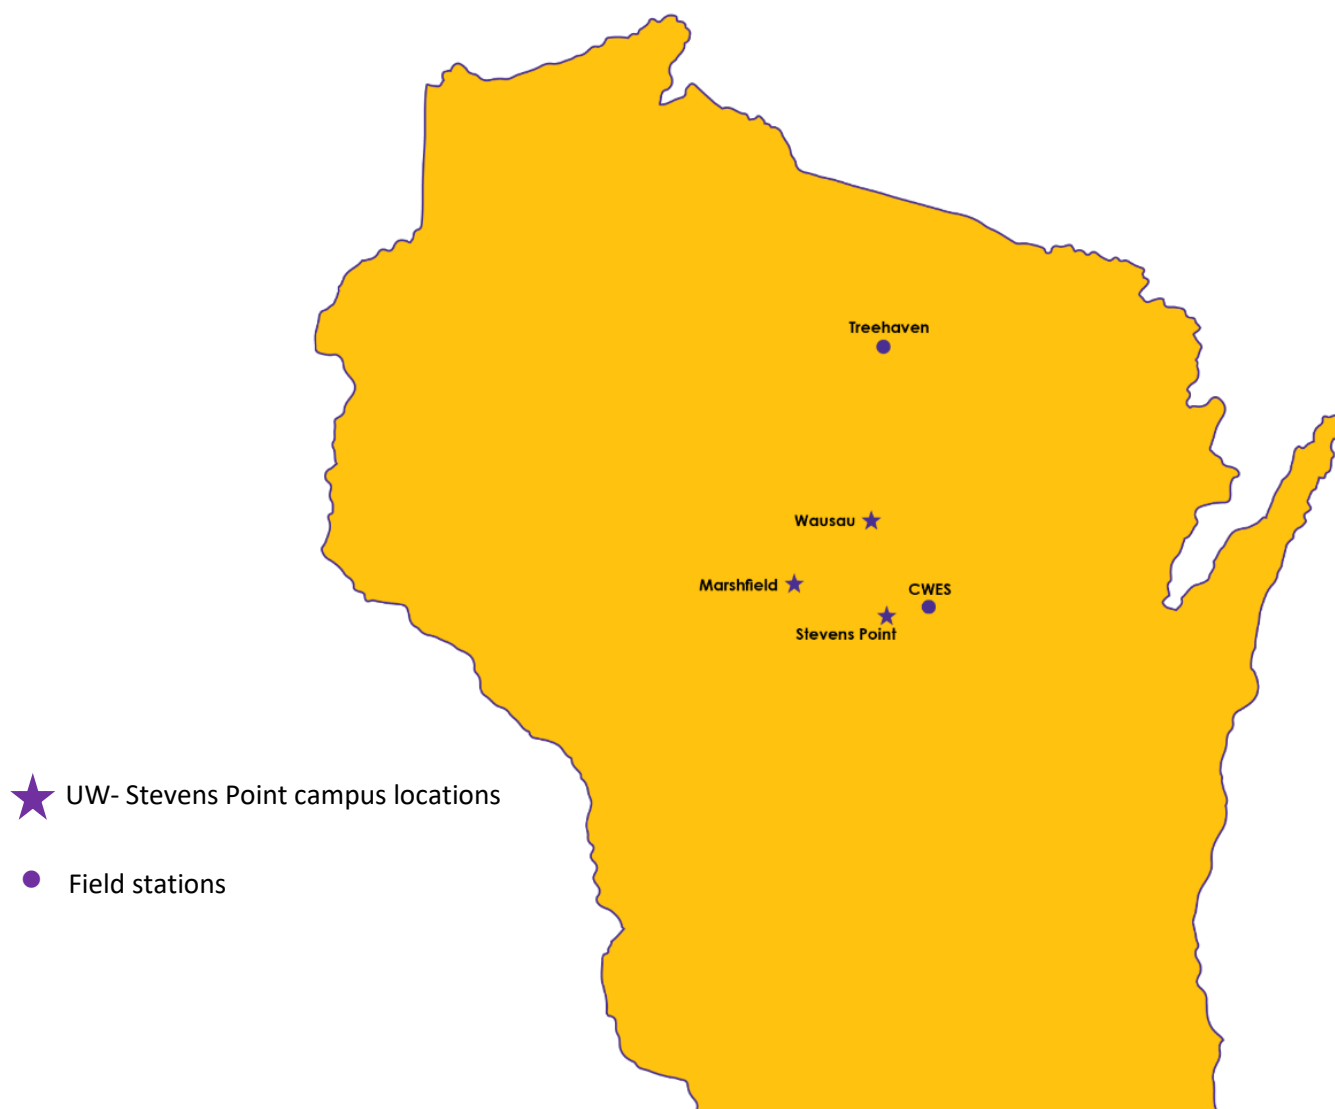 Treehaven
Wausau
Marshfield
CWES
Stevens Point
UW- Stevens Point campus locations
Field stations